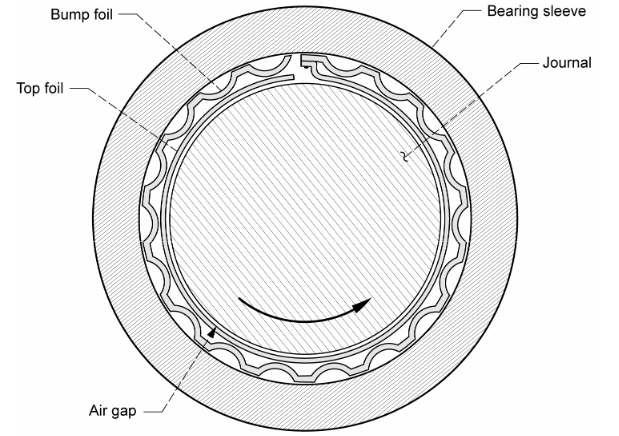 Bump foil
Bearing sleeve
Journal
Top foil
Air gap